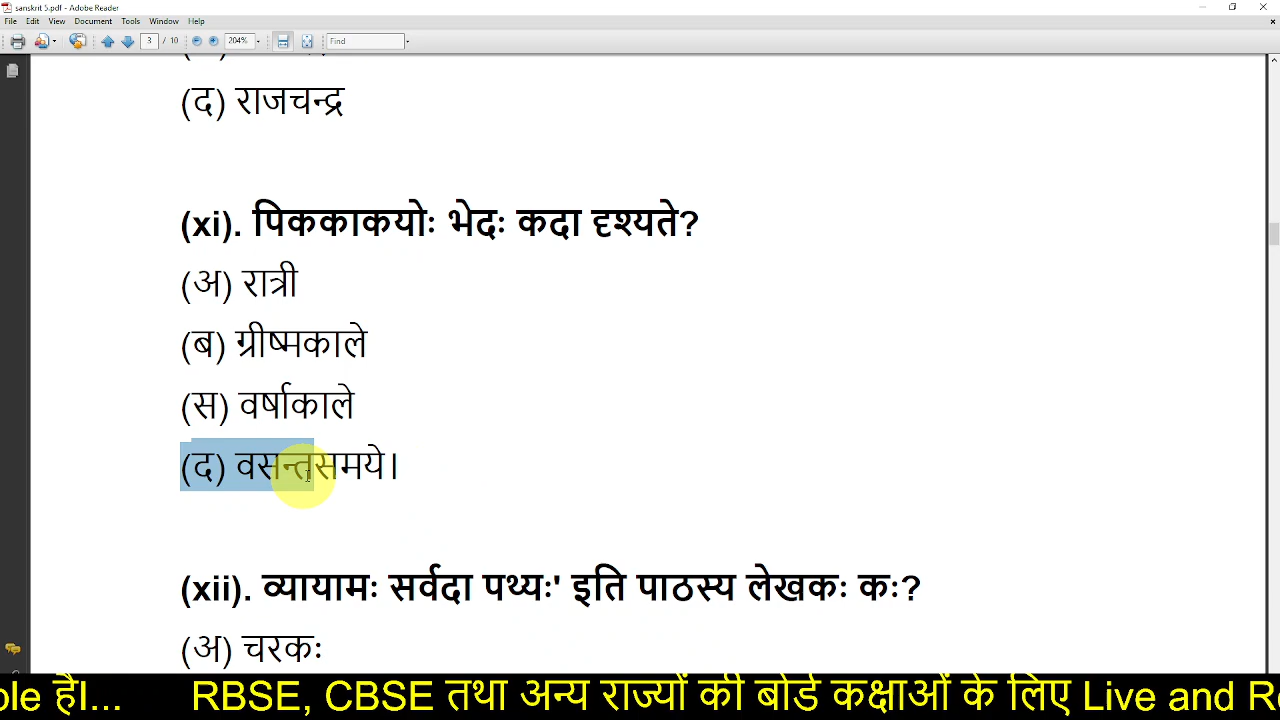 sanskrit 5.pdf - Adobe Reader
File Edit View Document Tools Window Help
3 / 10 204% Find
(द) राजचन्द्र
(xi). पिककाकयोः भेदः कदा दृश्यते?
(अ) रात्री
(ब) ग्रीष्मकाले
(स) वर्षाकाले
(द) वसन्तसमये।
(xii). व्यायामः सर्वदा पथ्यः' इति पाठस्य लेखकः कः?
(अ) चरकः
ole है।... RBSE, CBSE तथा अन्य राज्यों की बोर्ड कक्षाओं के लिए Live and Re